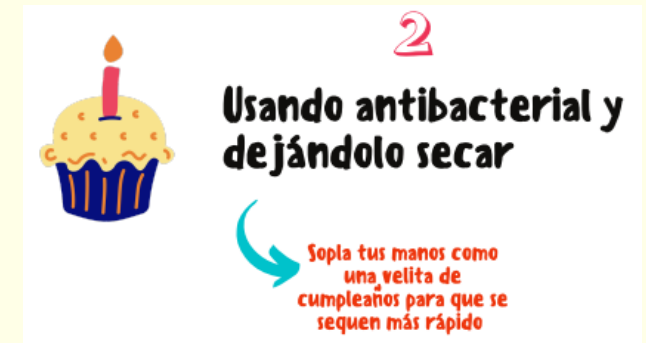 2
Usando antibacterial y
dejándolo secar
Sopla tus manos como
una velita de
cumpleaños para que se
sequen más rápido